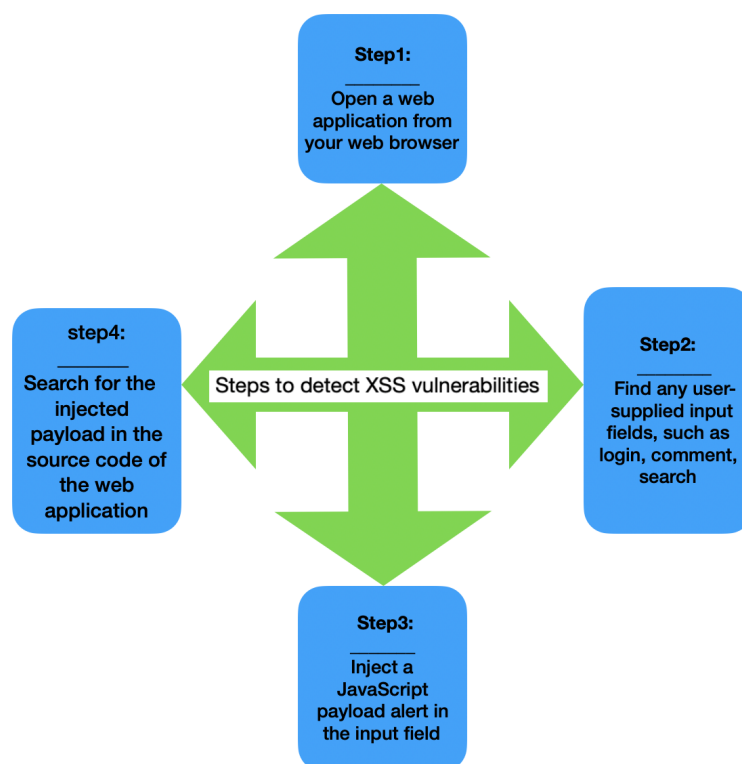 Step1:
Open a web
application from
your web browser
step4:
Search for the
injected
payload in the
source code of
the web
application
Steps to detect XSS vulnerabilities
Step2:
Find any user-
supplied input
fields, such as
login, comment,
search
Step3:
Inject a
JavaScript
payload alert in
the input field